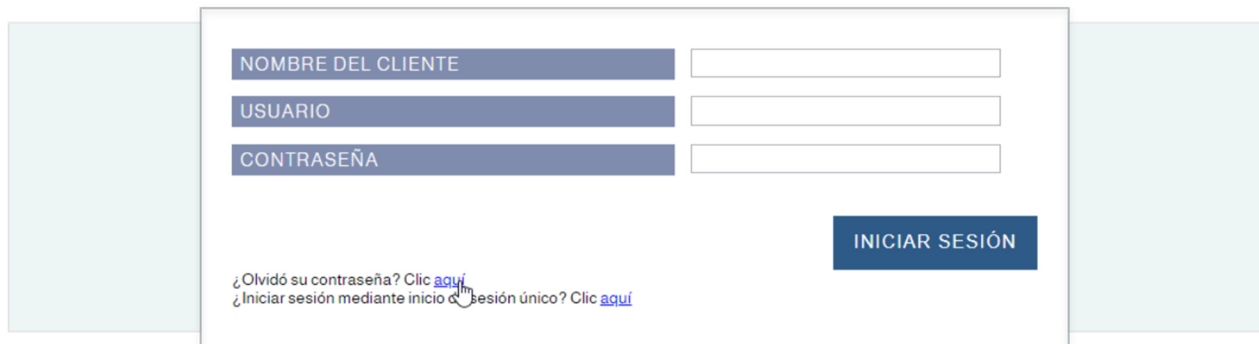 NOMBRE DEL CLIENTE
USUARIO
CONTRASEÑA
INICIAR SESIÓN
¿Olvidó su contraseña? Clic aquí
¿Iniciar sesión mediante inicio de sesión único? Clic aquí